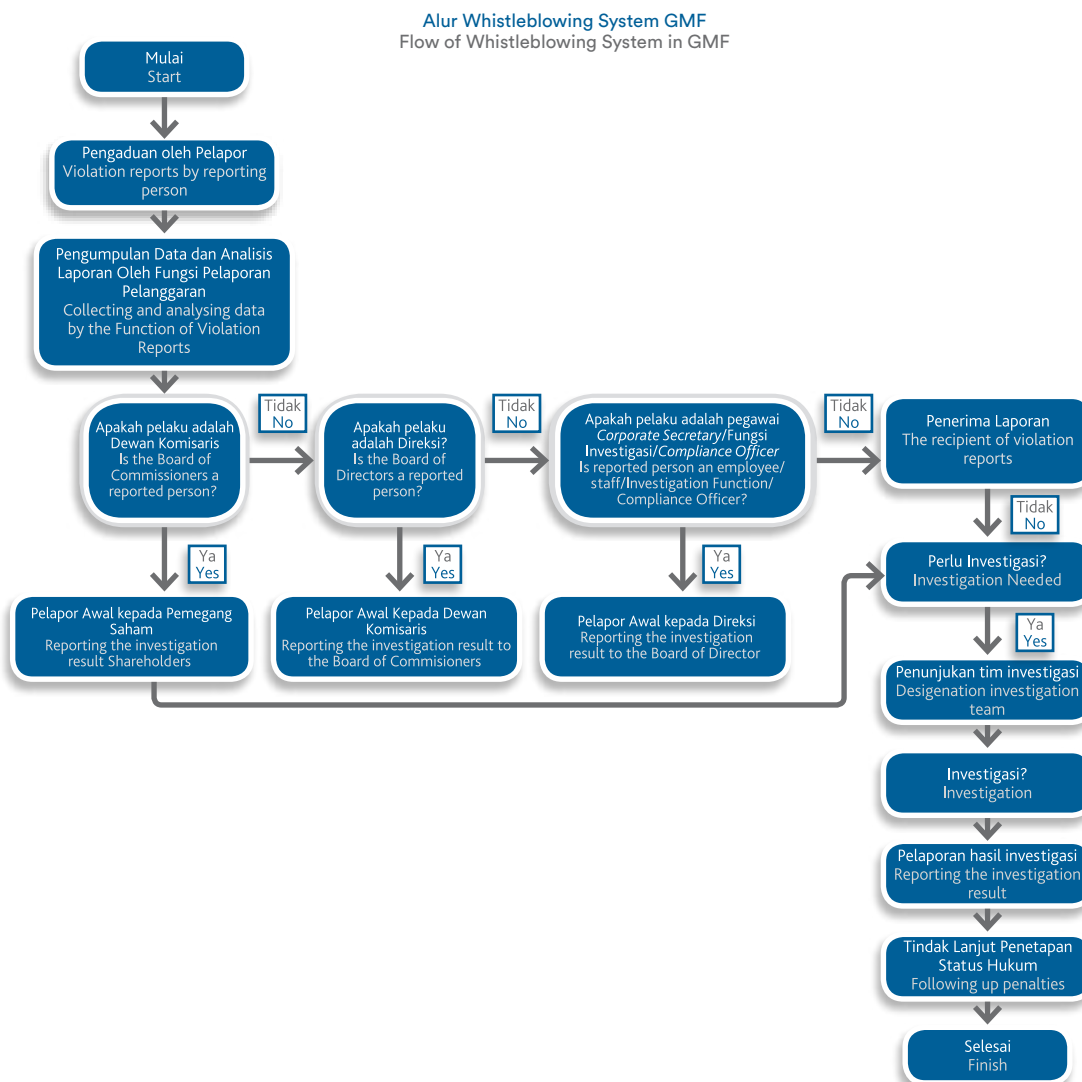 Alur Whistleblowing System GMF
Flow of Whistleblowing System in GMF
Mulai
Start
Pengaduan oleh Pelapor
Violation reports by reporting
person
Pengumpulan Data dan Analisis
Laporan Oleh Fungsi Pelaporan
Pelanggaran
Collecting and analysing data
by the Function of Violation
Reports
Apakah pelaku adalah
Dewan Komisaris
Is the Board of
Commissioners a
reported person?
Tidak
No
Apakah pelaku
adalah Direksi?
Is the Board of
Directors a reported
person?
Tidak
No
Apakah pelaku adalah pegawai
Corporate Secretary/Fungsi
Investigasi/Compliance Officer
Is reported person an employee/
staff/Investigation Function/
Compliance Officer?
Tidak
No
Penerima Laporan
The recipient of violation
reports
Ya
Yes
Ya
Yes
Ya
Yes
Tidak
No
Pelapor Awal kepada Pemegang
Saham
Reporting the investigation
result Shareholders
Pelapor Awal Kepada Dewan
Komisaris
Reporting the investigation result to
the Board of Commisioners
Pelapor Awal kepada Direksi
Reporting the investigation
result to the Board of Director
Perlu Investigasi?
Investigation Needed
Ya
Yes
Penunjukan tim investigasi
Desigenation investigation
team
Investigasi?
Investigation
Pelaporan hasil investigasi
Reporting the investigation
result
Tindak Lanjut Penetapan
Status Hukum
Following up penalties
Selesai
Finish